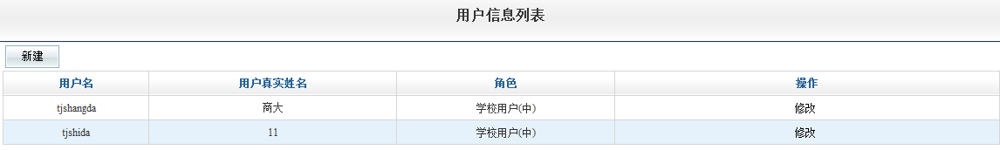 用户信息列表
新建
用户名 用户真实姓名 角色 操作
tjshangda 商大 学校用户(中) 修改
tjshida 11 学校用户(中) 修改